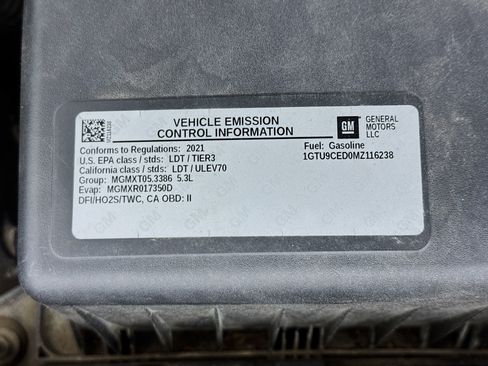 VEHICLE EMISSION
CONTROL INFORMATION
GM
GENERAL
MOTORS
LLC
Conforms to Regulations: 2021
U.S. EPA class / stds: LDT / TIER3
California class / stds: LDT / ULEV70
Group: MGMXT05.3386 5.3L
Evap: MGMXR017350D
DFI/HO2S/TWC, CA OBD: II
Fuel: Gasoline
1GTU9CED0MZ116238